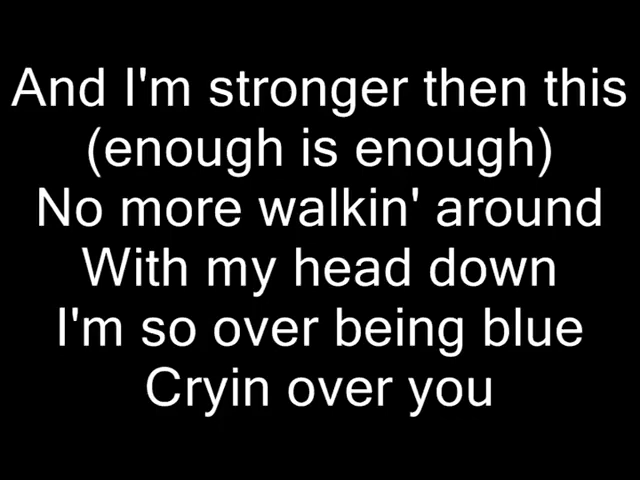 And I'm stronger then this
(enough is enough)
No more walkin' around
With my head down
I'm so over being blue
Cryin over you